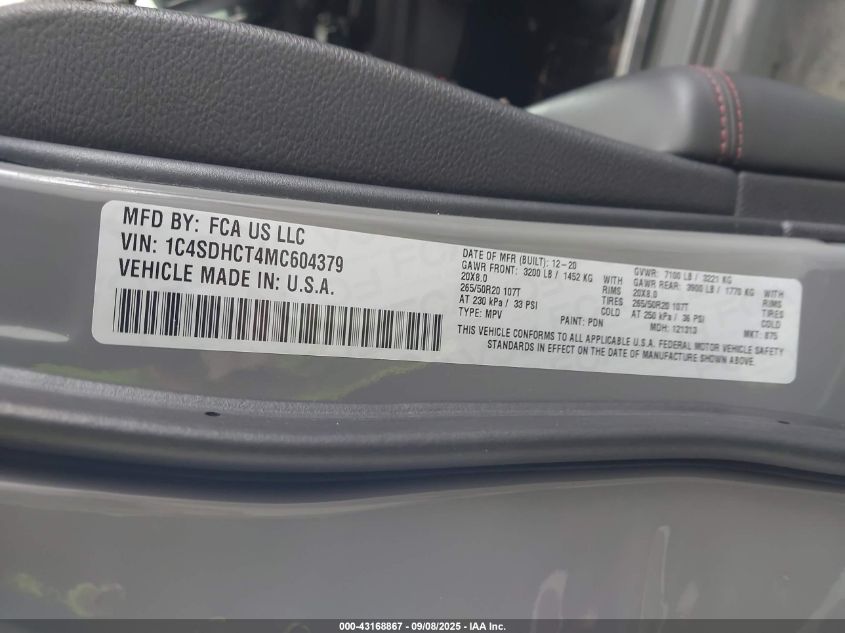 MFD BY: FCA US LLC
VIN: 1C4SDHCT4MC604379
VEHICLE MADE IN: U.S.A.
DATE OF MFR (BUILT): 12-20 GVWR: 7100 LB / 3221 KG
GAWR FRONT: 3200 LB / 1452 KG WITH GAWR REAR: 3900 LB / 1770 KG WITH
20X8.0 RIMS 20X8.0 RIMS
265/50R20 107T TIRES 265/50R20 107T TIRES
AT 230 kPa / 33 PSI COLD AT 250 kPa / 36 PSI COLD
TYPE: MPV PAINT: PDN MDH: 121313 MKT: 875
THIS VEHICLE CONFORMS TO ALL APPLICABLE U.S.A. FEDERAL MOTOR VEHICLE SAFETY
STANDARDS IN EFFECT ON THE DATE OF MANUFACTURE SHOWN ABOVE.
000-43168867 - 09/08/2025 - IAA Inc.